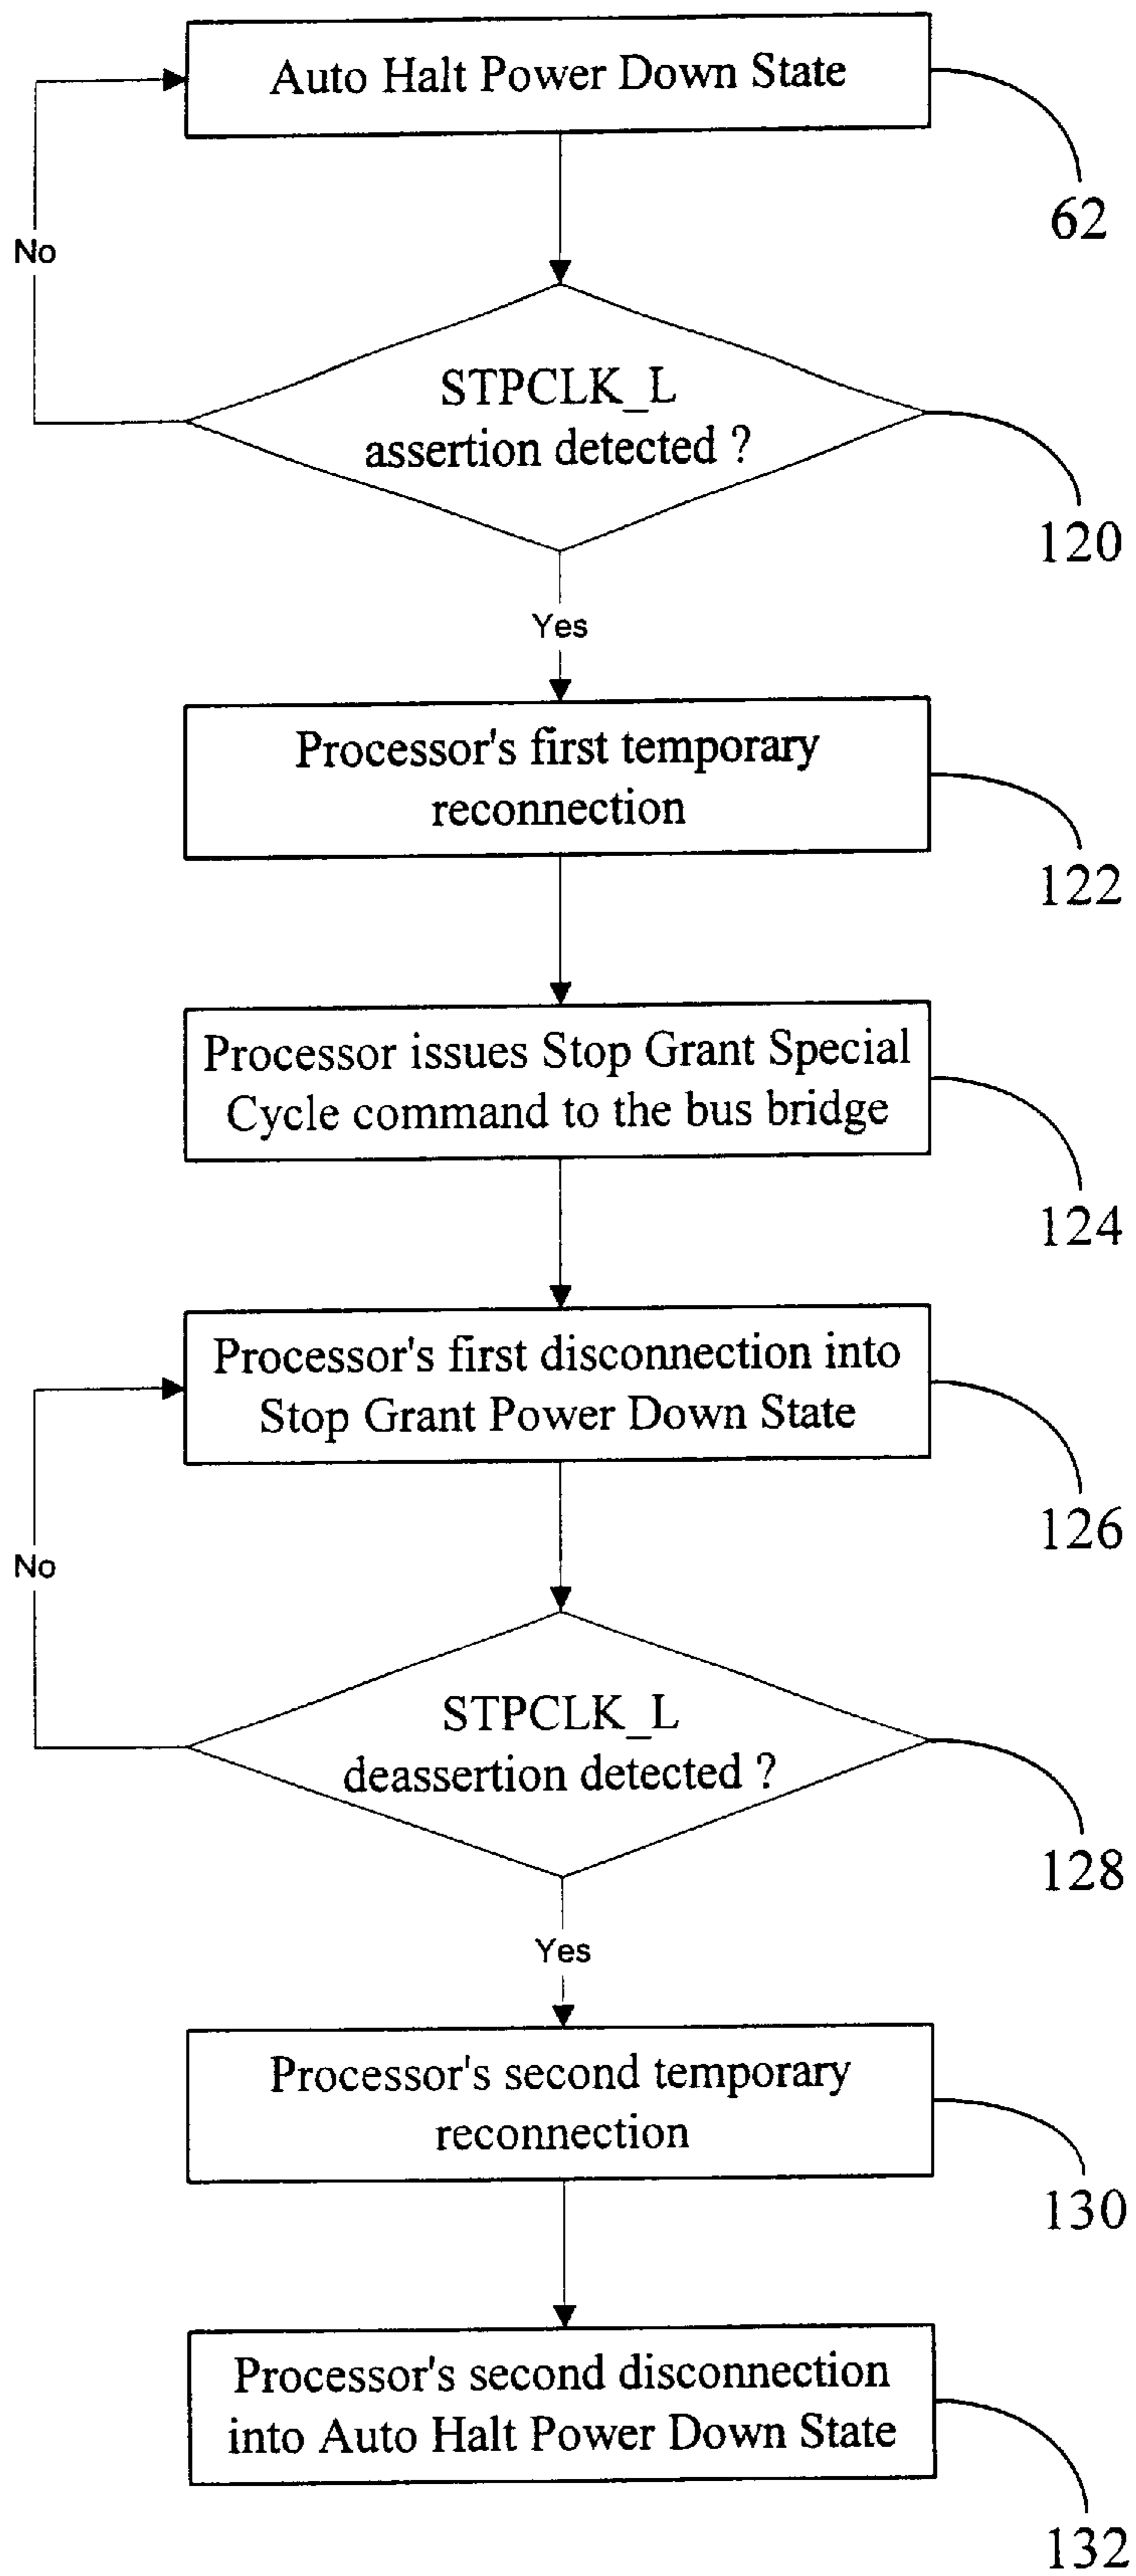 Auto Halt Power Down State
62
No
STPCLK_L
assertion detected ?
120
Yes
Processor's first temporary
reconnection
122
Processor issues Stop Grant Special
Cycle command to the bus bridge
124
Processor's first disconnection into
Stop Grant Power Down State
126
No
STPCLK_L
deassertion detected ?
128
Yes
Processor's second temporary
reconnection
130
Processor's second disconnection
into Auto Halt Power Down State
132